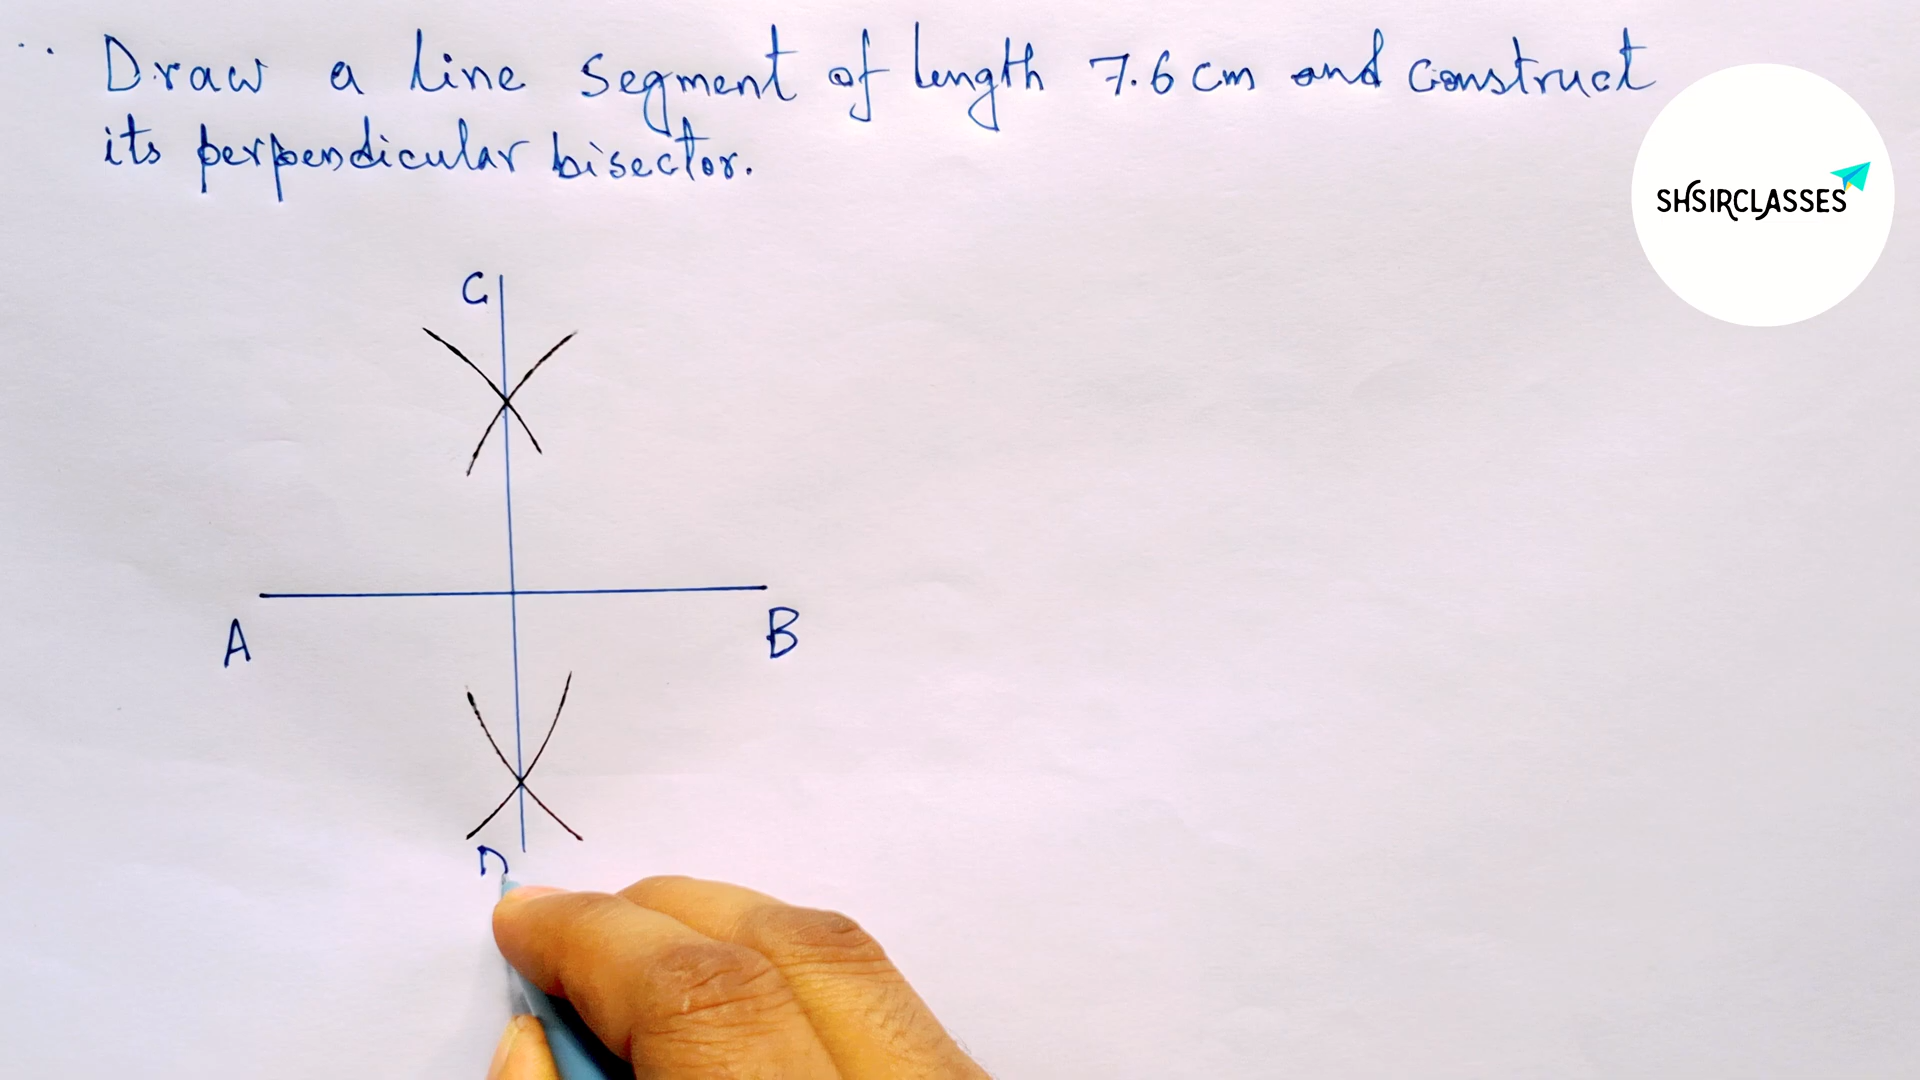 Draw a line segment of length 7.6 cm and construct
its perpendicular bisector.
SHSIRCLASSES
C
A
B
D